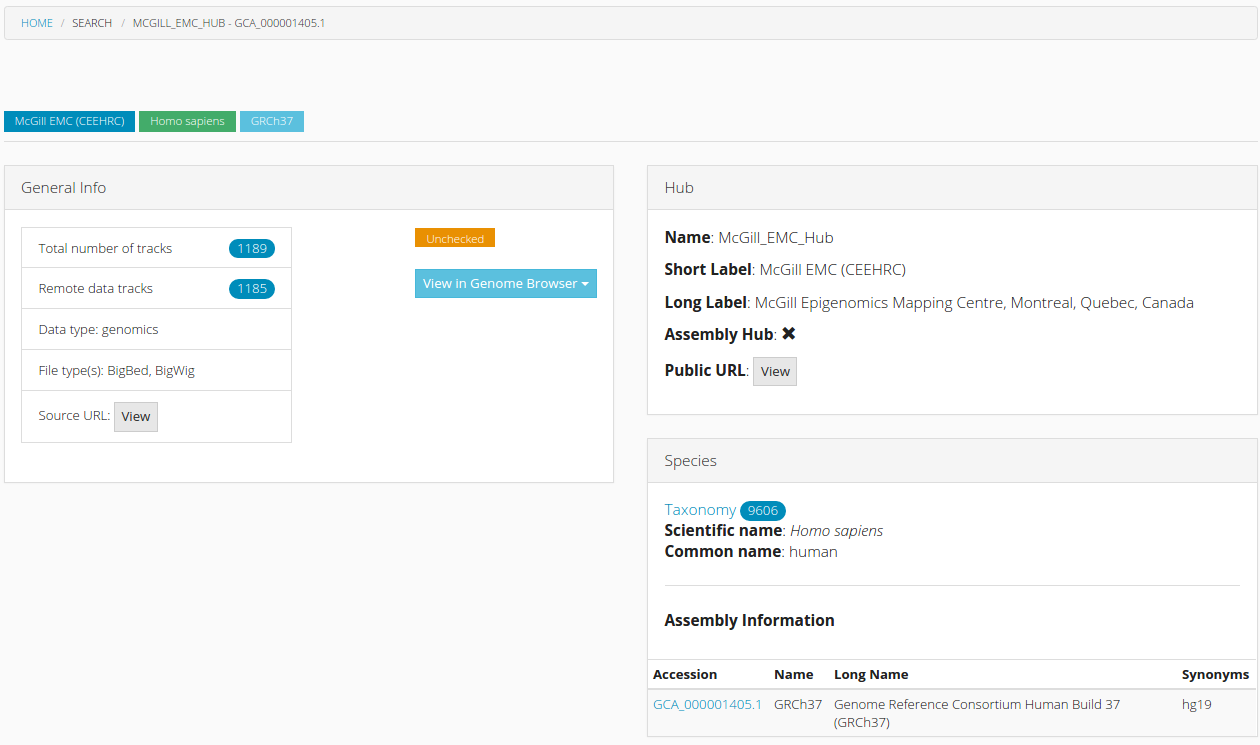 HOME / SEARCH / MCGILL_EMC_HUB - GCA_000001405.1
McGill EMC (CEEHRC) Homo sapiens GRCh37
General Info
Total number of tracks 1189
Remote data tracks 1185
Data type: genomics
File type(s): BigBed, BigWig
Source URL: View
Unchecked
View in Genome Browser
Hub
Name: McGill_EMC_Hub
Short Label: McGill EMC (CEEHRC)
Long Label: McGill Epigenomics Mapping Centre, Montreal, Quebec, Canada
Assembly Hub: ✖
Public URL: View
Species
Taxonomy 9606
Scientific name: Homo sapiens
Common name: human
Assembly Information
Accession Name Long Name Synonyms
GCA_000001405.1 GRCh37 Genome Reference Consortium Human Build 37 hg19
(GRCh37)